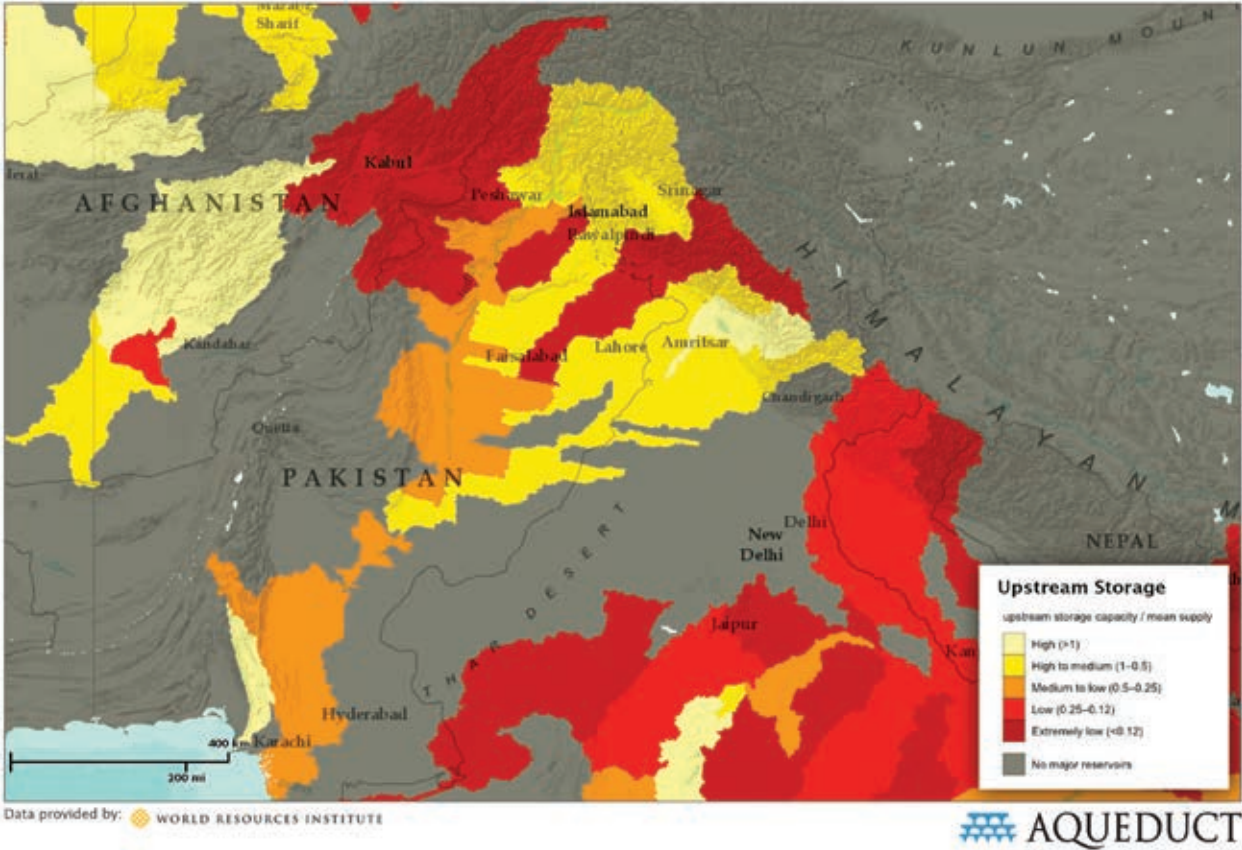 Sharif
KUNLUN MOUN
Kabul
AFGHANISTAN
Peshawar
Srinagar
Islamabad
Rawalpindi
HIMALAYAN
Kandahar
Faisalabad
Lahore
Amritsar
Chandigarh
Quetta
PAKISTAN
THAR DESERT
New
Delhi
Delhi
NEPAL
Jaipur
Kan
Hyderabad
Karachi
400 km
200 mi
Upstream Storage
upstream storage capacity / mean supply
High (>1)
High to medium (1–0.5)
Medium to low (0.5–0.25)
Low (0.25–0.12)
Extremely low (<0.12)
No major reservoirs
Data provided by: WORLD RESOURCES INSTITUTE
AQUEDUCT